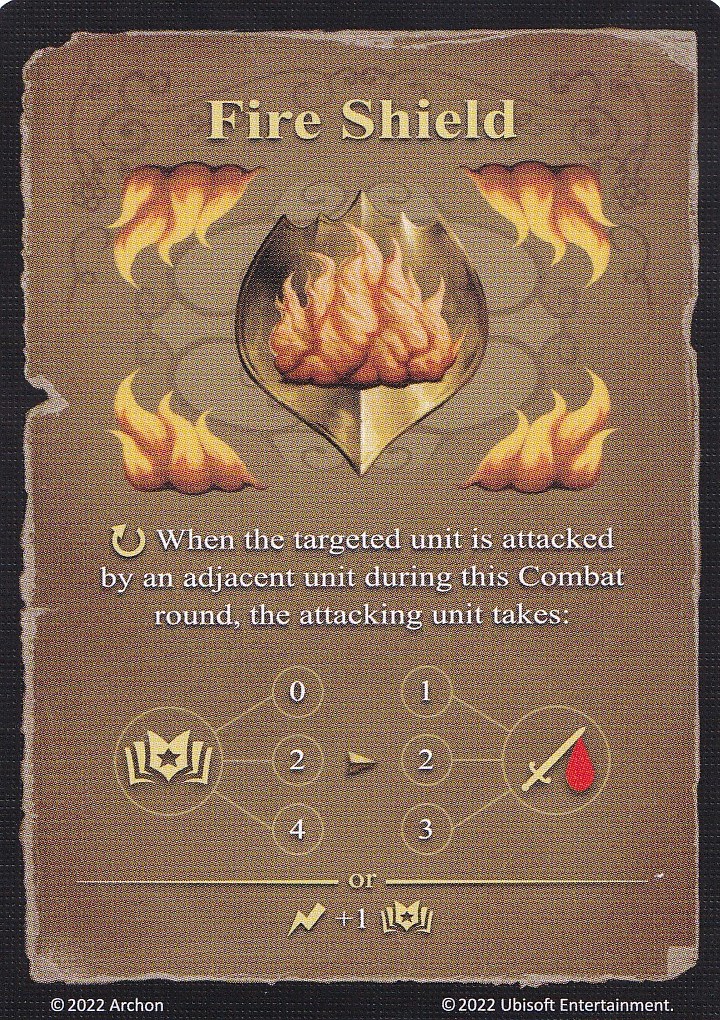 Fire Shield
When the targeted unit is attacked
by an adjacent unit during this Combat
round, the attacking unit takes:
0 1
2 2
4 3
or
+1
© 2022 Archon © 2022 Ubisoft Entertainment.